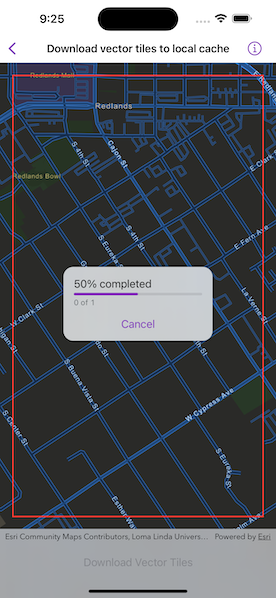 9:25
Download vector tiles to local cache
Redlands Mall
Redlands
S 4th St
Cajon St
E Clark St
Redlands Bowl
S 4th St
S Eureka St
E Fern Ave
La Verne St
50% completed
0 of 1
Cancel
W Clark St
S Buena Vista St
W Cypress Ave
S Center St
S Eureka St
Esri Community Maps Contributors, Loma Linda Univers...
Powered by Esri
Download Vector Tiles